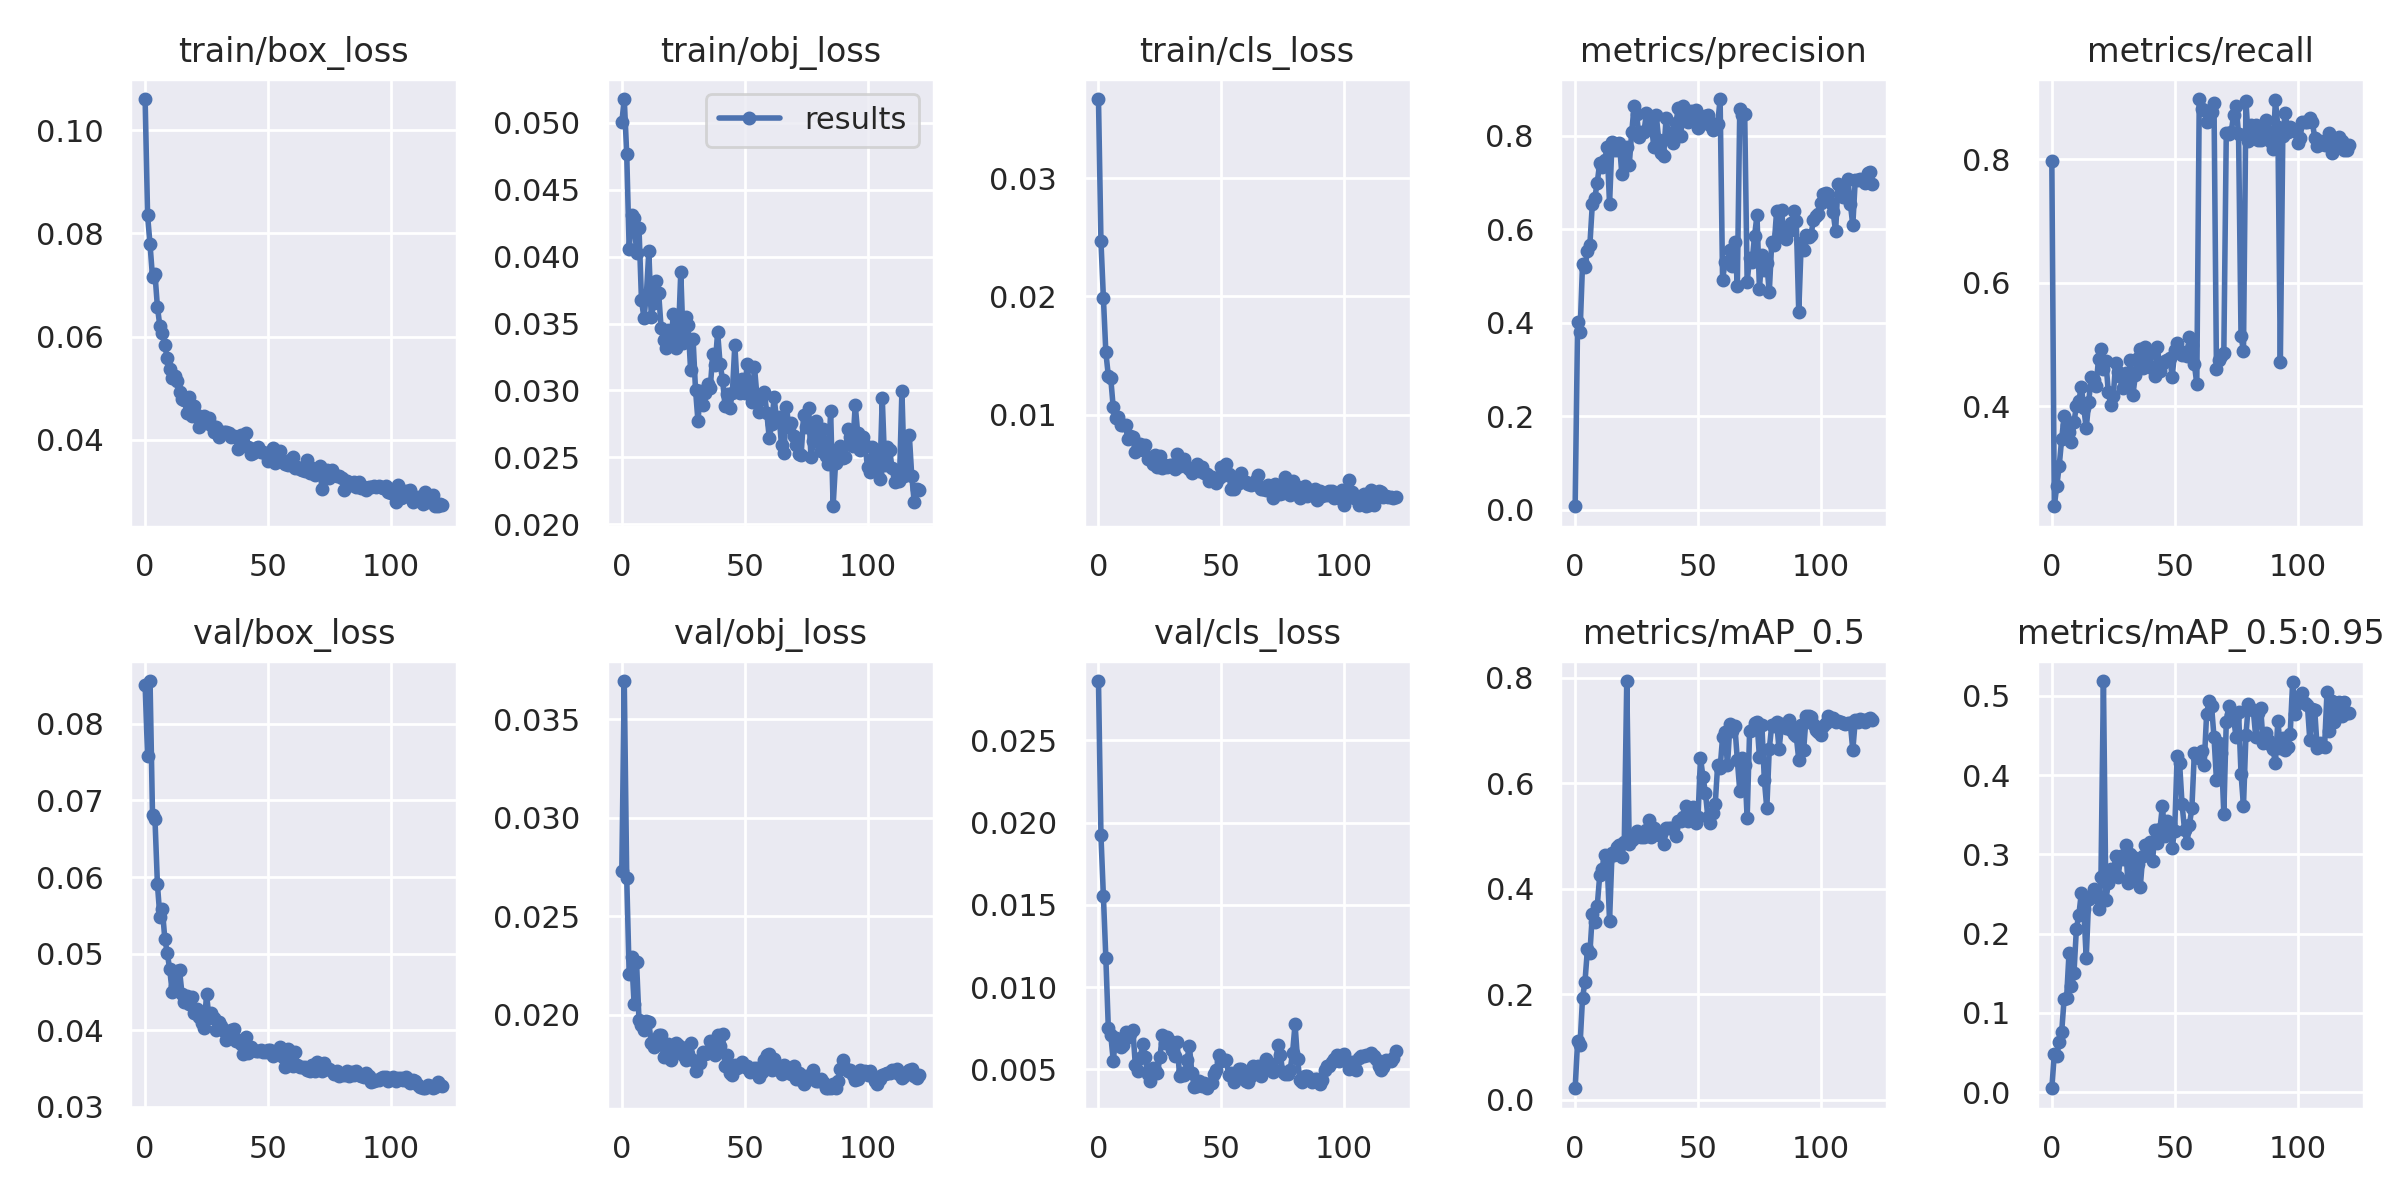 train/box_loss
train/obj_loss
train/cls_loss
metrics/precision
metrics/recall
results
0.10
0.08
0.06
0.04
0 50 100
0.050
0.045
0.040
0.035
0.030
0.025
0.020
0 50 100
0.03
0.02
0.01
0 50 100
0.8
0.6
0.4
0.2
0.0
0 50 100
0.8
0.6
0.4
0 50 100
val/box_loss
val/obj_loss
val/cls_loss
metrics/mAP_0.5
metrics/mAP_0.5:0.95
0.08
0.07
0.06
0.05
0.04
0.03
0 50 100
0.035
0.030
0.025
0.020
0 50 100
0.025
0.020
0.015
0.010
0.005
0 50 100
0.8
0.6
0.4
0.2
0.0
0 50 100
0.5
0.4
0.3
0.2
0.1
0.0
0 50 100